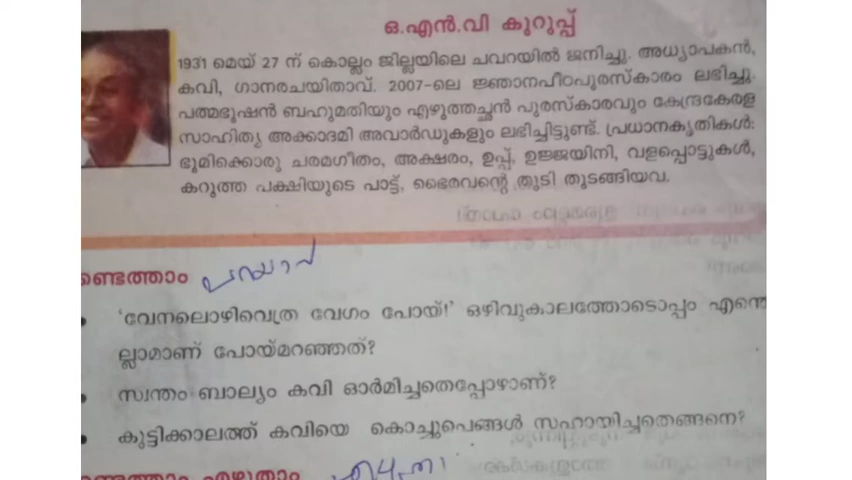 ഒ.എൻ.വി കുറുപ്പ്
1931 മെയ് 27 ന് കൊല്ലം ജില്ലയിലെ ചവറയിൽ ജനിച്ചു. അധ്യാപകൻ,
കവി, ഗാനരചയിതാവ്. 2007-ലെ ജ്ഞാനപീഠപുരസ്കാരം ലഭിച്ചു.
പത്മഭൂഷൻ ബഹുമതിയും എഴുത്തച്ഛൻ പുരസ്കാരവും കേന്ദ്രകേരള
സാഹിത്യ അക്കാദമി അവാർഡുകളും ലഭിച്ചിട്ടുണ്ട്. പ്രധാനകൃതികൾ:
ഭൂമിക്കൊരു ചരമഗീതം, അക്ഷരം, ഉപ്പ്, ഉജ്ജയിനി, വളപ്പൊട്ടുകൾ,
കറുത്ത പക്ഷിയുടെ പാട്ട്, ഭൈരവന്റെ തുടി തുടങ്ങിയവ.
ണ്ടെത്താം
'വേനലൊഴിവെത്ര വേഗം പോയ്!' ഒഴിവുകാലത്തോടൊപ്പം എന്തെ
ല്ലാമാണ് പോയ്മറഞ്ഞത്?
സ്വന്തം ബാല്യം കവി ഓർമിച്ചതെപ്പോഴാണ്?
കുട്ടിക്കാലത്ത് കവിയെ കൊച്ചുപെങ്ങൾ സഹായിച്ചതെങ്ങനെ?
ണ്ടെത്താം എഴുതാം